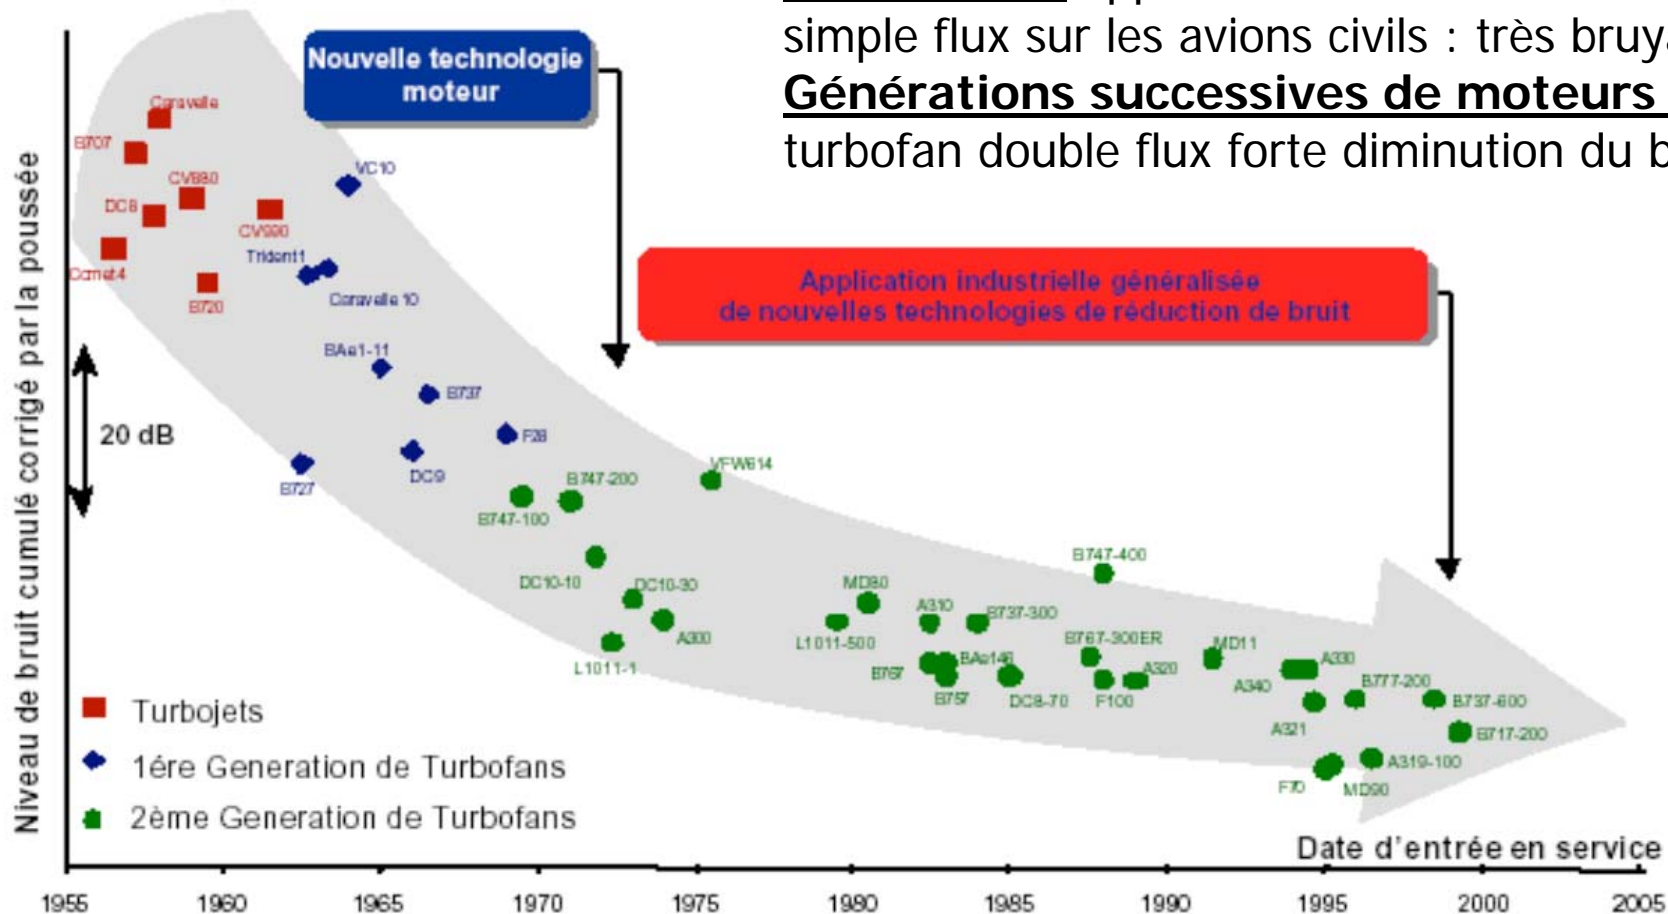 simple flux sur les avions civils : très
Générations successives de moteurs
turbofan double flux forte diminution du
Nouvelle technologie
moteur
Application industrielle généralisée
de nouvelles technologies de réduction de bruit
Niveau de bruit cumulé corrigé par la poussée
20 dB
Caravelle
B707
CV880
DC8
CV990
Comet4
B720
VC10
Trident1
Caravelle 10
BAe1-11
B737
F28
DC9
B727
B747-200
B747-100
VFW614
DC10-10
DC10-30
A300
L1011-1
MD80
L1011-500
A310
B737-300
B747-400
B767-300ER
BAe146
B767
B757
DC8-70
F100
A320
MD11
A330
A340
B777-200
A321
B737-600
B717-200
A319-100
F70
MD90
Turbojets
1ére Generation de Turbofans
2ème Generation de Turbofans
Date d'entrée en service
1955 1960 1965 1970 1975 1980 1985 1990 1995 2000 2005